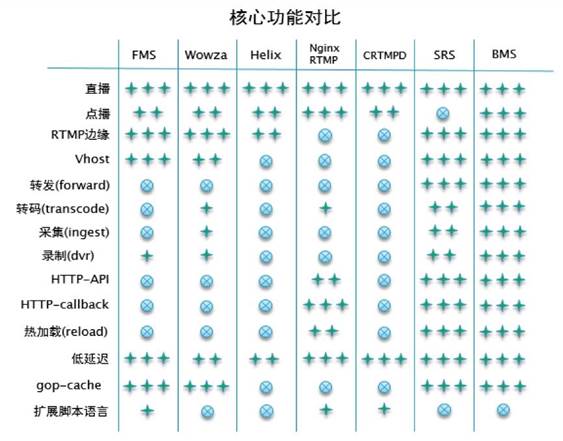 核心功能对比
FMS Wowza Helix Nginx RTMP CRTMPD SRS BMS
直播
点播
RTMP边缘
Vhost
转发(forward)
转码(transcode)
采集(ingest)
录制(dvr)
HTTP-API
HTTP-callback
热加载(reload)
低延迟
gop-cache
扩展脚本语言